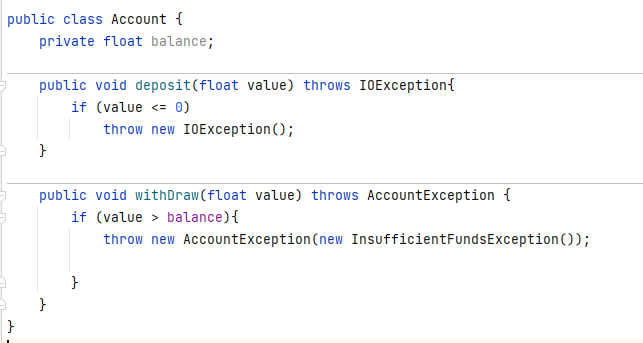 public class Account {
    private float balance;
    public void deposit(float value) throws IOException{
        if (value <= 0)
            throw new IOException();
    }
    public void withDraw(float value) throws AccountException {
        if (value > balance){
            throw new AccountException(new InsufficientFundsException());
        }
    }
}